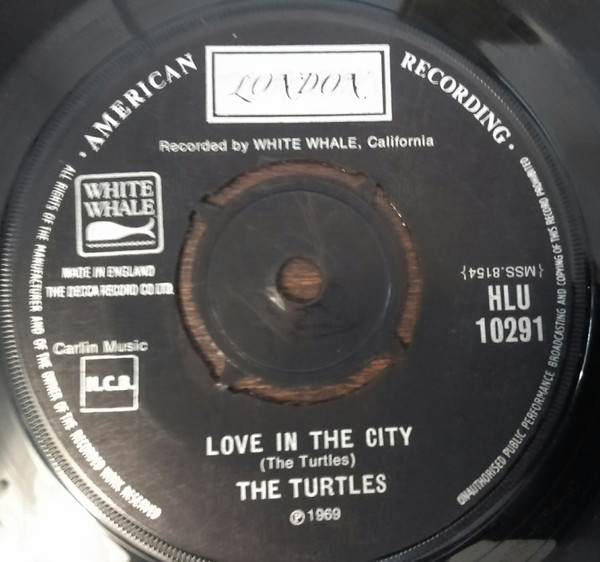 · AMERICAN
LONDON
RECORDING ·
Recorded by WHITE WHALE, California
WHITE
WHALE
MADE IN ENGLAND
THE DECCA RECORD CO LTD.
{MSS.8154}
HLU
10291
Carlin Music
N.C.B.
LOVE IN THE CITY
(The Turtles)
THE TURTLES
℗ 1969
ALL RIGHTS OF THE MANUFACTURER AND OF THE OWNER OF THE RECORDED WORK RESERVED
UNAUTHORISED PUBLIC PERFORMANCE BROADCASTING AND COPYING OF THIS RECORD PROHIBITED